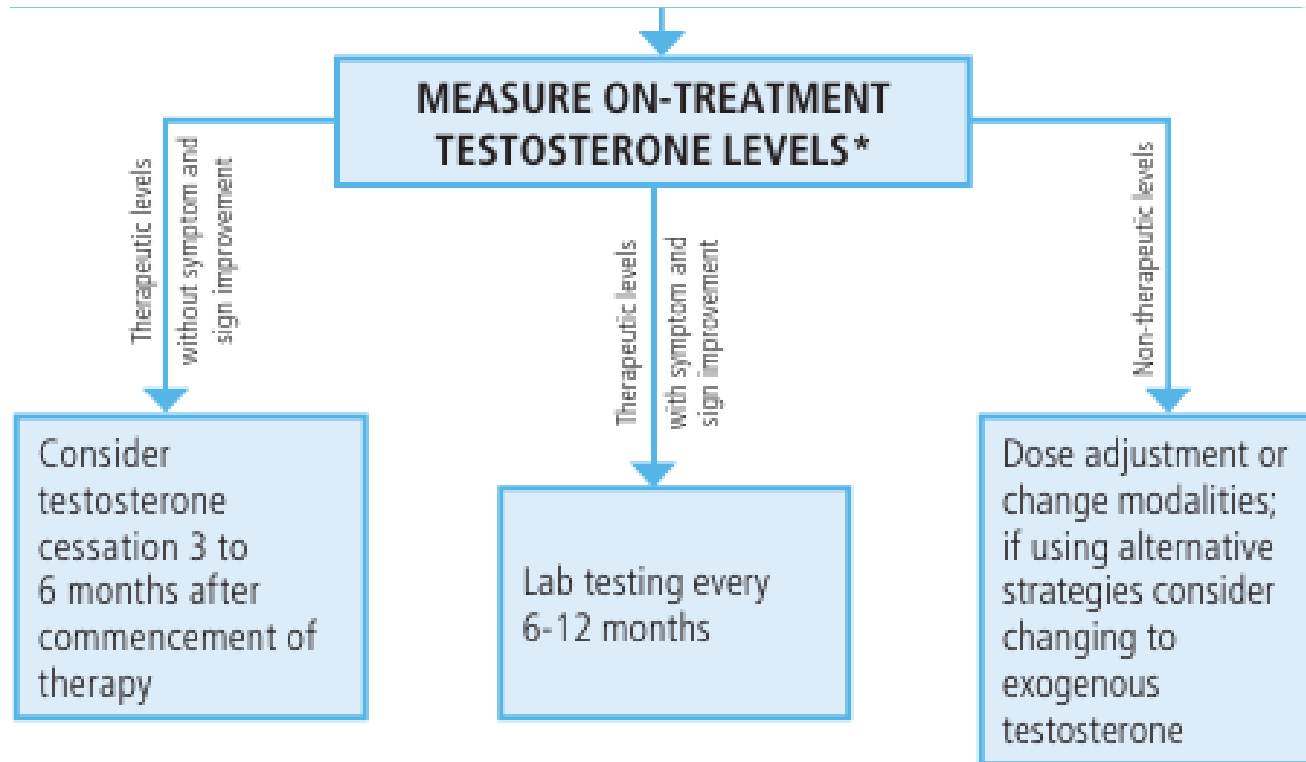 MEASURE ON-TREATMENT
TESTOSTERONE LEVELS*
Therapeutic levels
without symptom and
sign improvement
Therapeutic levels
with symptom and
sign improvement
Non-therapeutic levels
Consider
testosterone
cessation 3 to
6 months after
commencement of
therapy
Lab testing every
6-12 months
Dose adjustment or
change modalities;
if using alternative
strategies consider
changing to
exogenous
testosterone